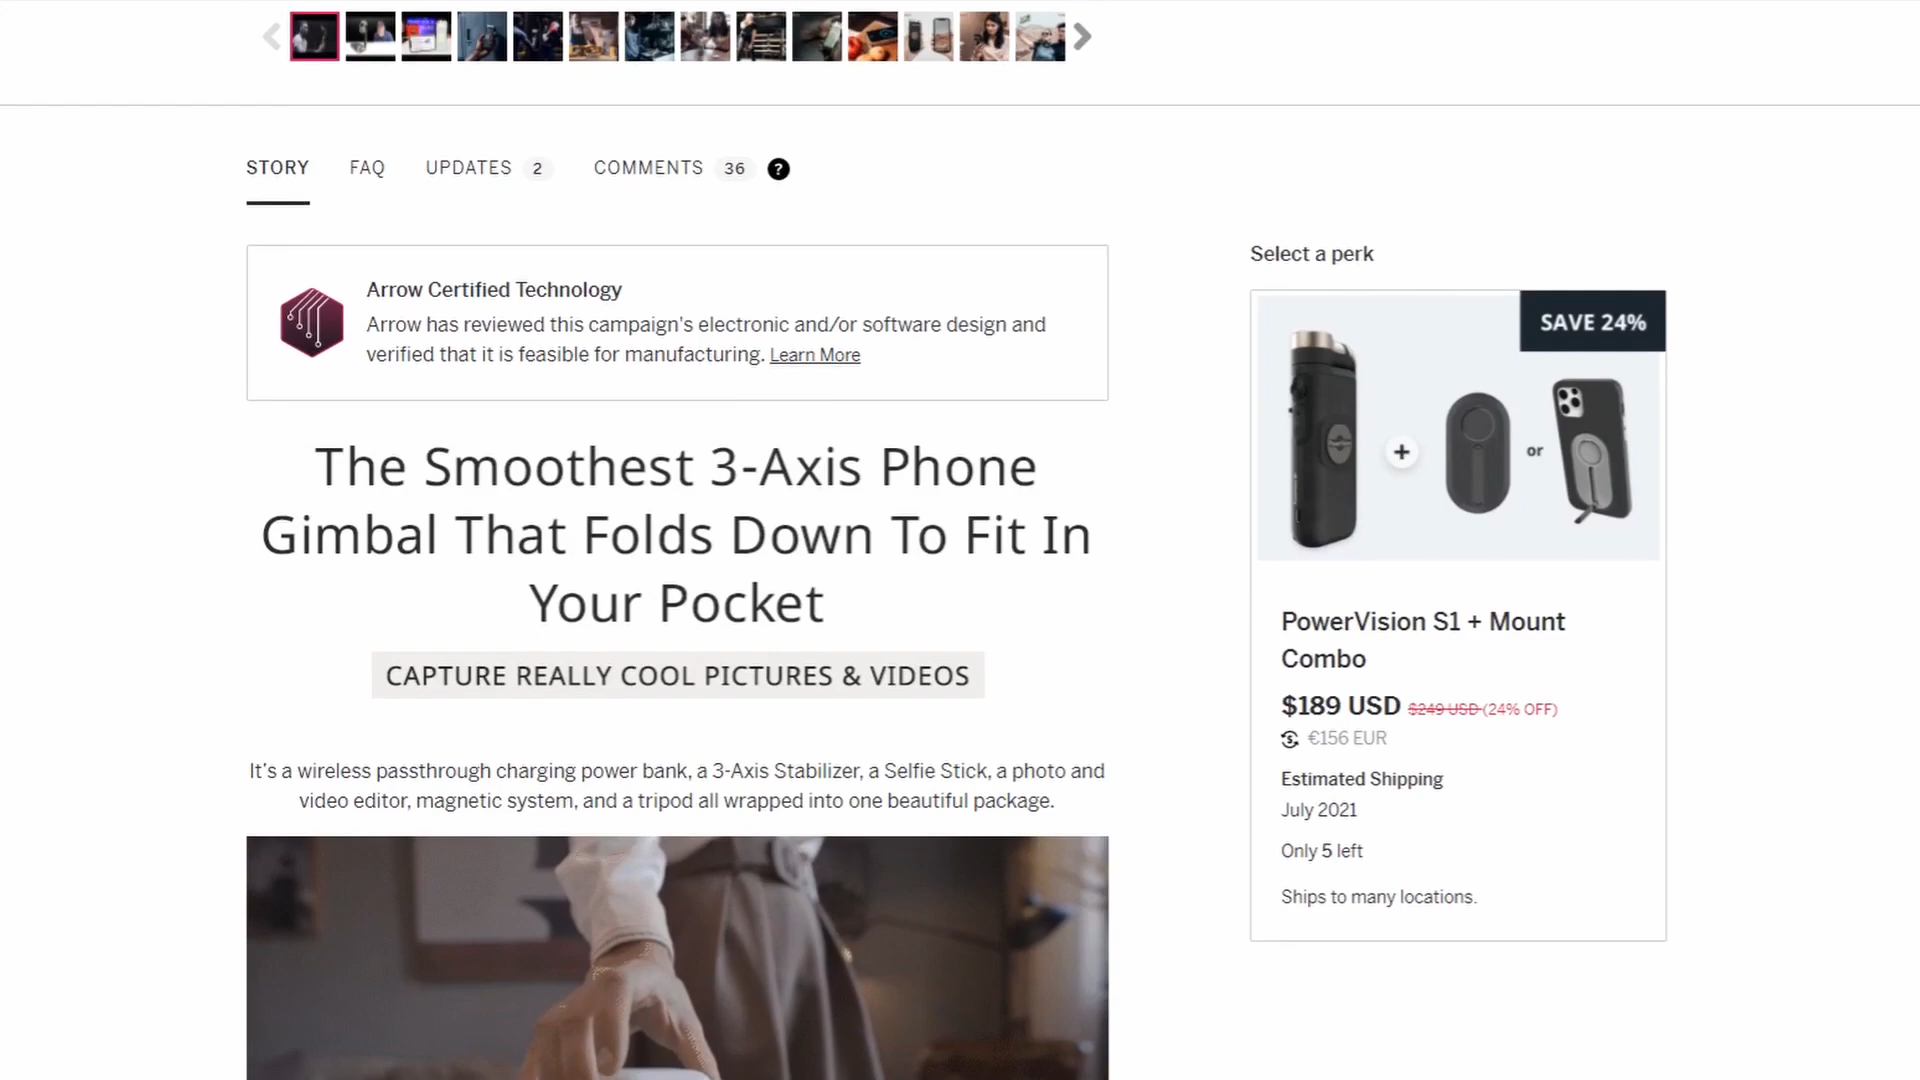 STORY FAQ UPDATES 2 COMMENTS 36 ?
Arrow Certified Technology
Arrow has reviewed this campaign's electronic and/or software design and
verified that it is feasible for manufacturing. Learn More
The Smoothest 3-Axis Phone
Gimbal That Folds Down To Fit In
Your Pocket
CAPTURE REALLY COOL PICTURES & VIDEOS
It's a wireless passthrough charging power bank, a 3-Axis Stabilizer, a Selfie Stick, a photo and
video editor, magnetic system, and a tripod all wrapped into one beautiful package.
Select a perk
SAVE 24%
+
or
PowerVision S1 + Mount
Combo
$189 USD $249 USD (24% OFF)
€156 EUR
Estimated Shipping
July 2021
Only 5 left
Ships to many locations.